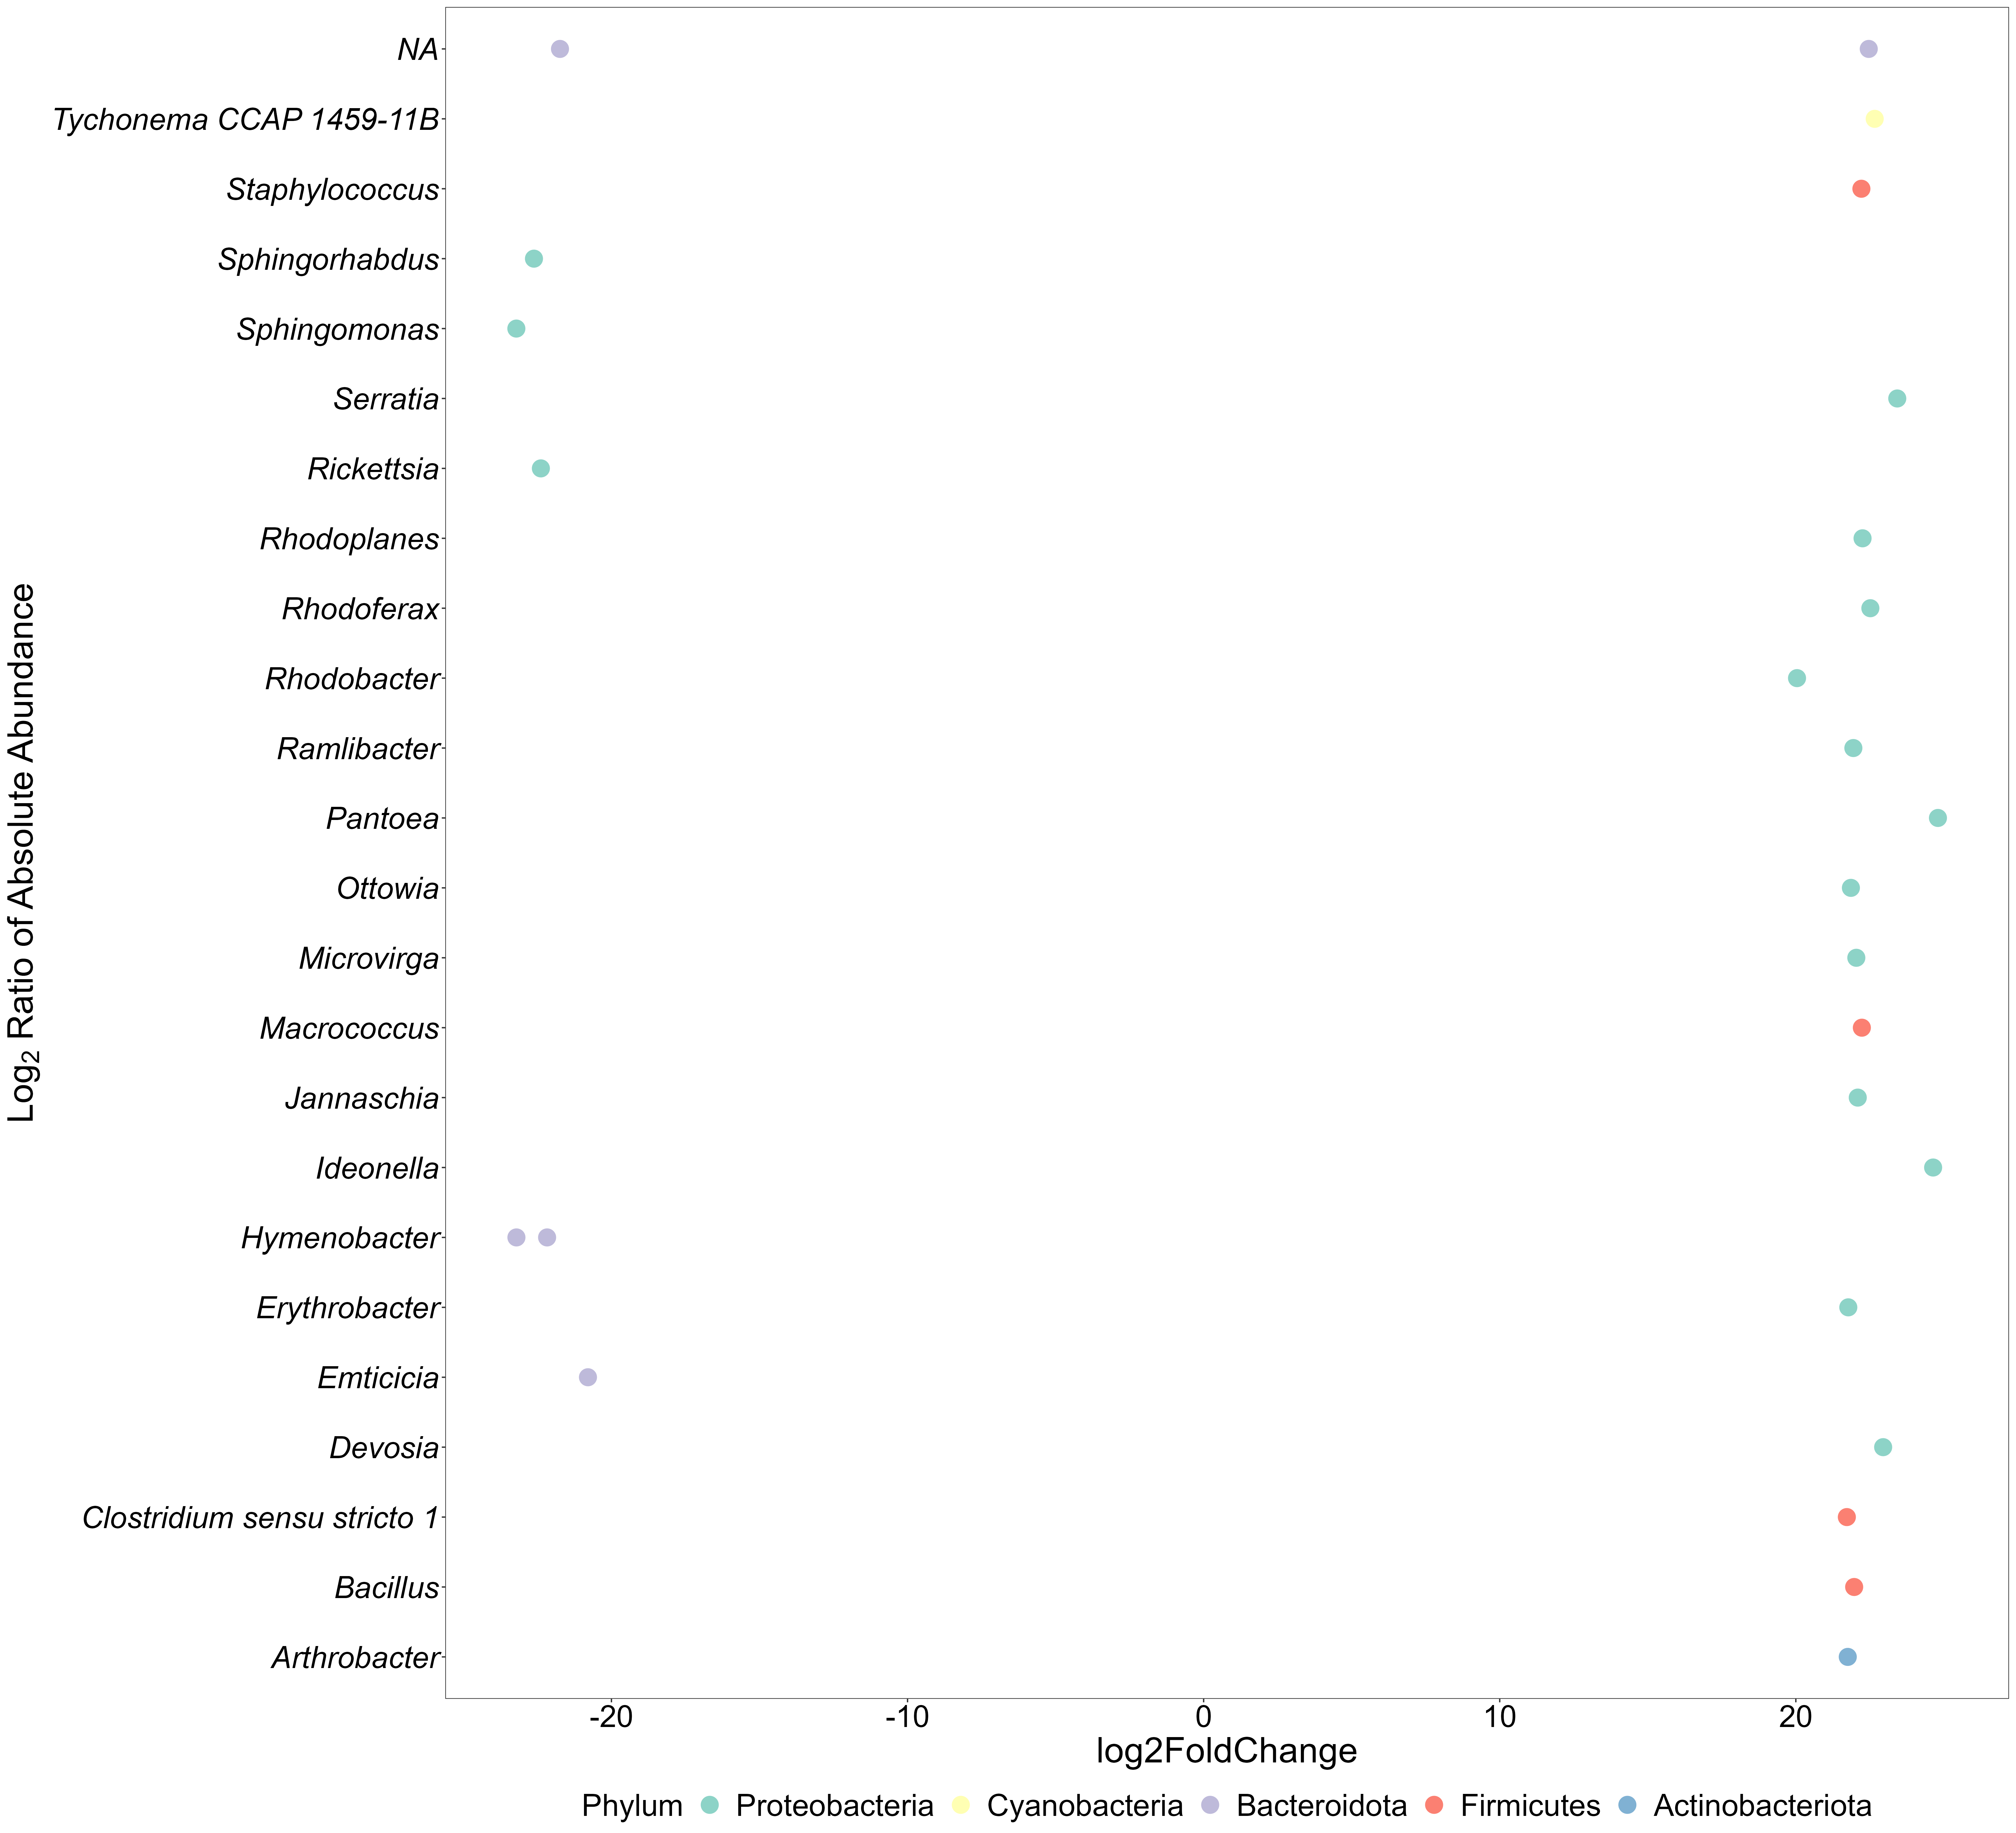 NA
Tychonema CCAP 1459-11B
Staphylococcus
Sphingorhabdus
Sphingomonas
Serratia
Rickettsia
Rhodoplanes
Rhodoferax
Rhodobacter
Ramlibacter
Pantoea
Ottowia
Microvirga
Macrococcus
Jannaschia
Ideonella
Hymenobacter
Erythrobacter
Emticicia
Devosia
Clostridium sensu stricto 1
Bacillus
Arthrobacter
Log2 Ratio of Absolute Abundance
-20 -10 0 10 20
log2FoldChange
Phylum Proteobacteria Cyanobacteria Bacteroidota Firmicutes Actinobacteriota